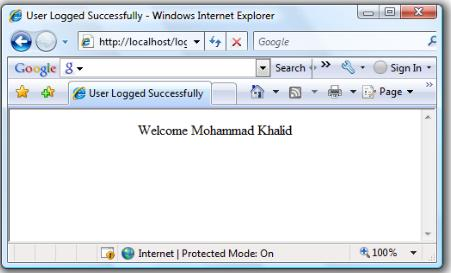 User Logged Successfully - Windows Internet Explorer
http://localhost/log
Google
Google
Search
Sign In
User Logged Successfully
Page
Welcome Mohammad Khalid
Internet | Protected Mode: On
100%